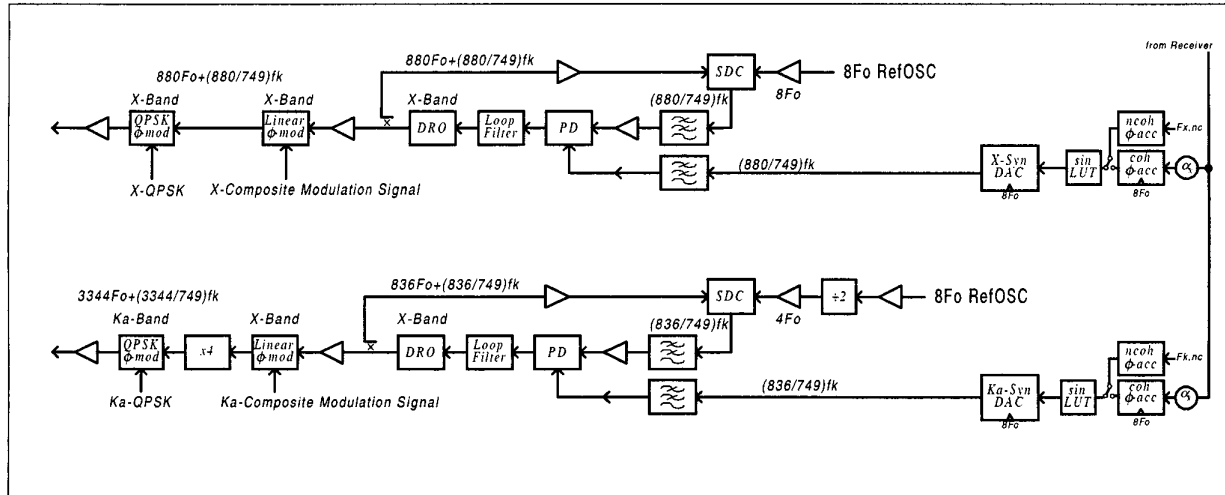 from Receiver
880Fo+(880/749)fk
880Fo+(880/749)fk
SDC
8Fo
8Fo RefOSC
X-Band
X-Band
X-Band
(880/749)fk
QPSK
ϕ-mod
Linear
ϕ-mod
DRO
Loop
Filter
PD
ncoh
ϕ-acc
Fx.nc
X-QPSK
X-Composite Modulation Signal
(880/749)fk
X-Syn
DAC
8Fo
sin
LUT
coh
ϕ-acc
8Fo
α
3344Fo+(3344/749)fk
836Fo+(836/749)fk
SDC
4Fo
÷2
8Fo RefOSC
Ka-Band
X-Band
X-Band
(836/749)fk
QPSK
ϕ-mod
x4
Linear
ϕ-mod
DRO
Loop
Filter
PD
ncoh
ϕ-acc
Fk.nc
Ka-QPSK
Ka-Composite Modulation Signal
(836/749)fk
Ka-Syn
DAC
8Fo
sin
LUT
coh
ϕ-acc
8Fo
α